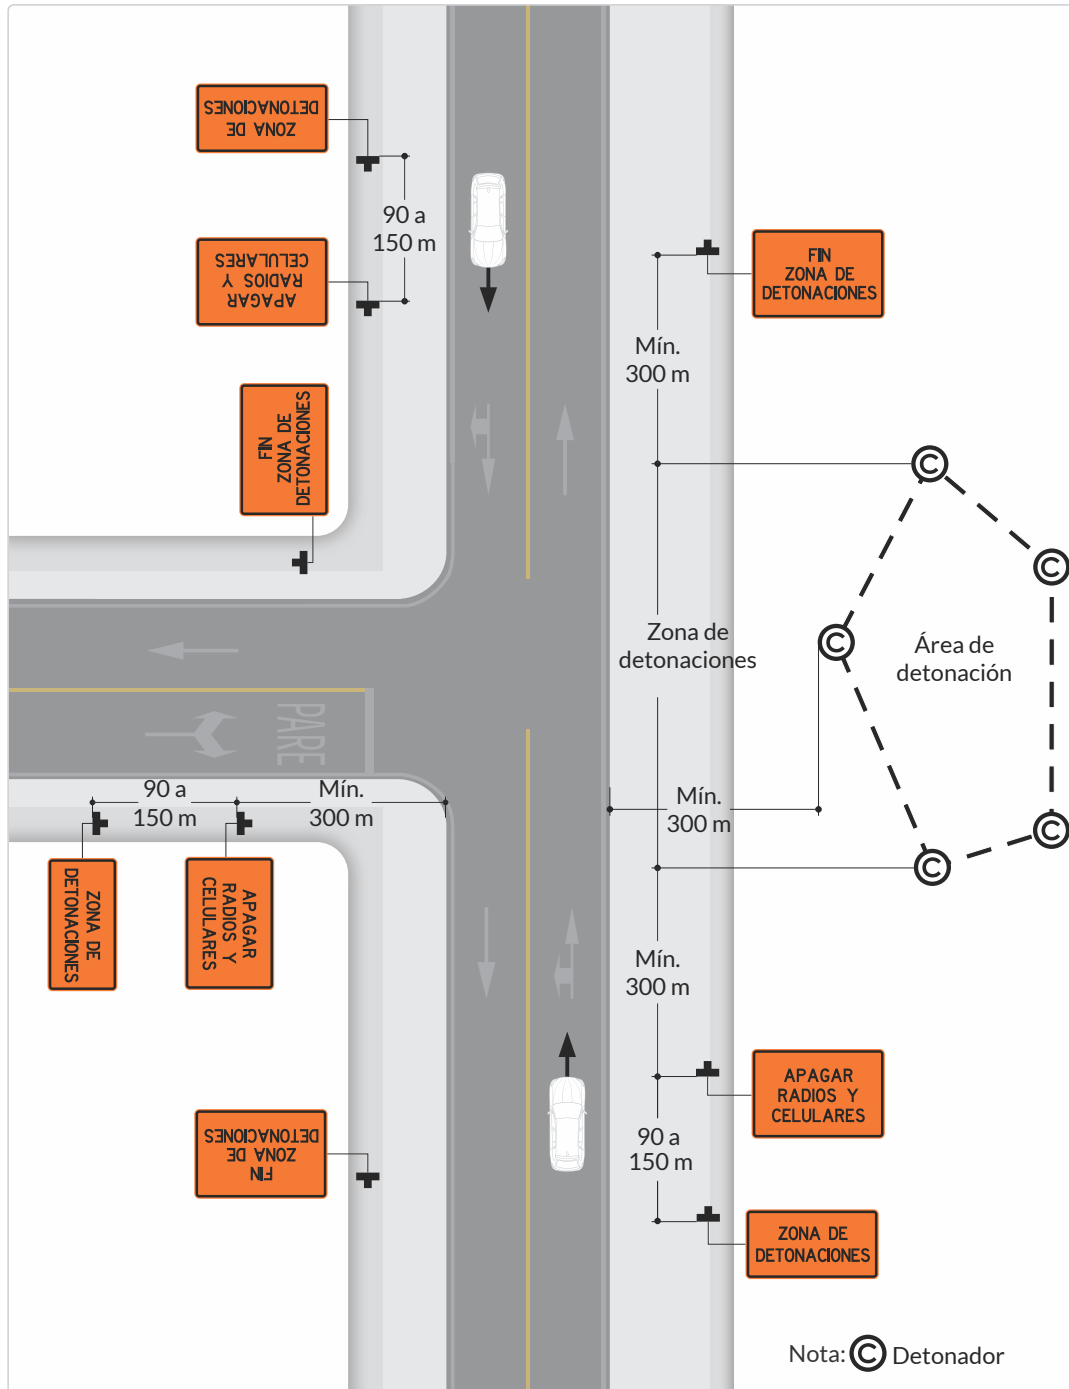 ZONA DE
DETONACIONES
90 a
150 m
APAGAR
RADIOS Y
CELULARES
FIN
ZONA DE
DETONACIONES
Mín.
300 m
FIN
ZONA DE
DETONACIONES
Zona de
detonaciones
Área de
detonación
PARE
90 a
150 m
Mín.
300 m
Mín.
300 m
ZONA DE
DETONACIONES
APAGAR
RADIOS Y
CELULARES
Mín.
300 m
APAGAR
RADIOS Y
CELULARES
FIN
ZONA DE
DETONACIONES
90 a
150 m
ZONA DE
DETONACIONES
Nota: © Detonador